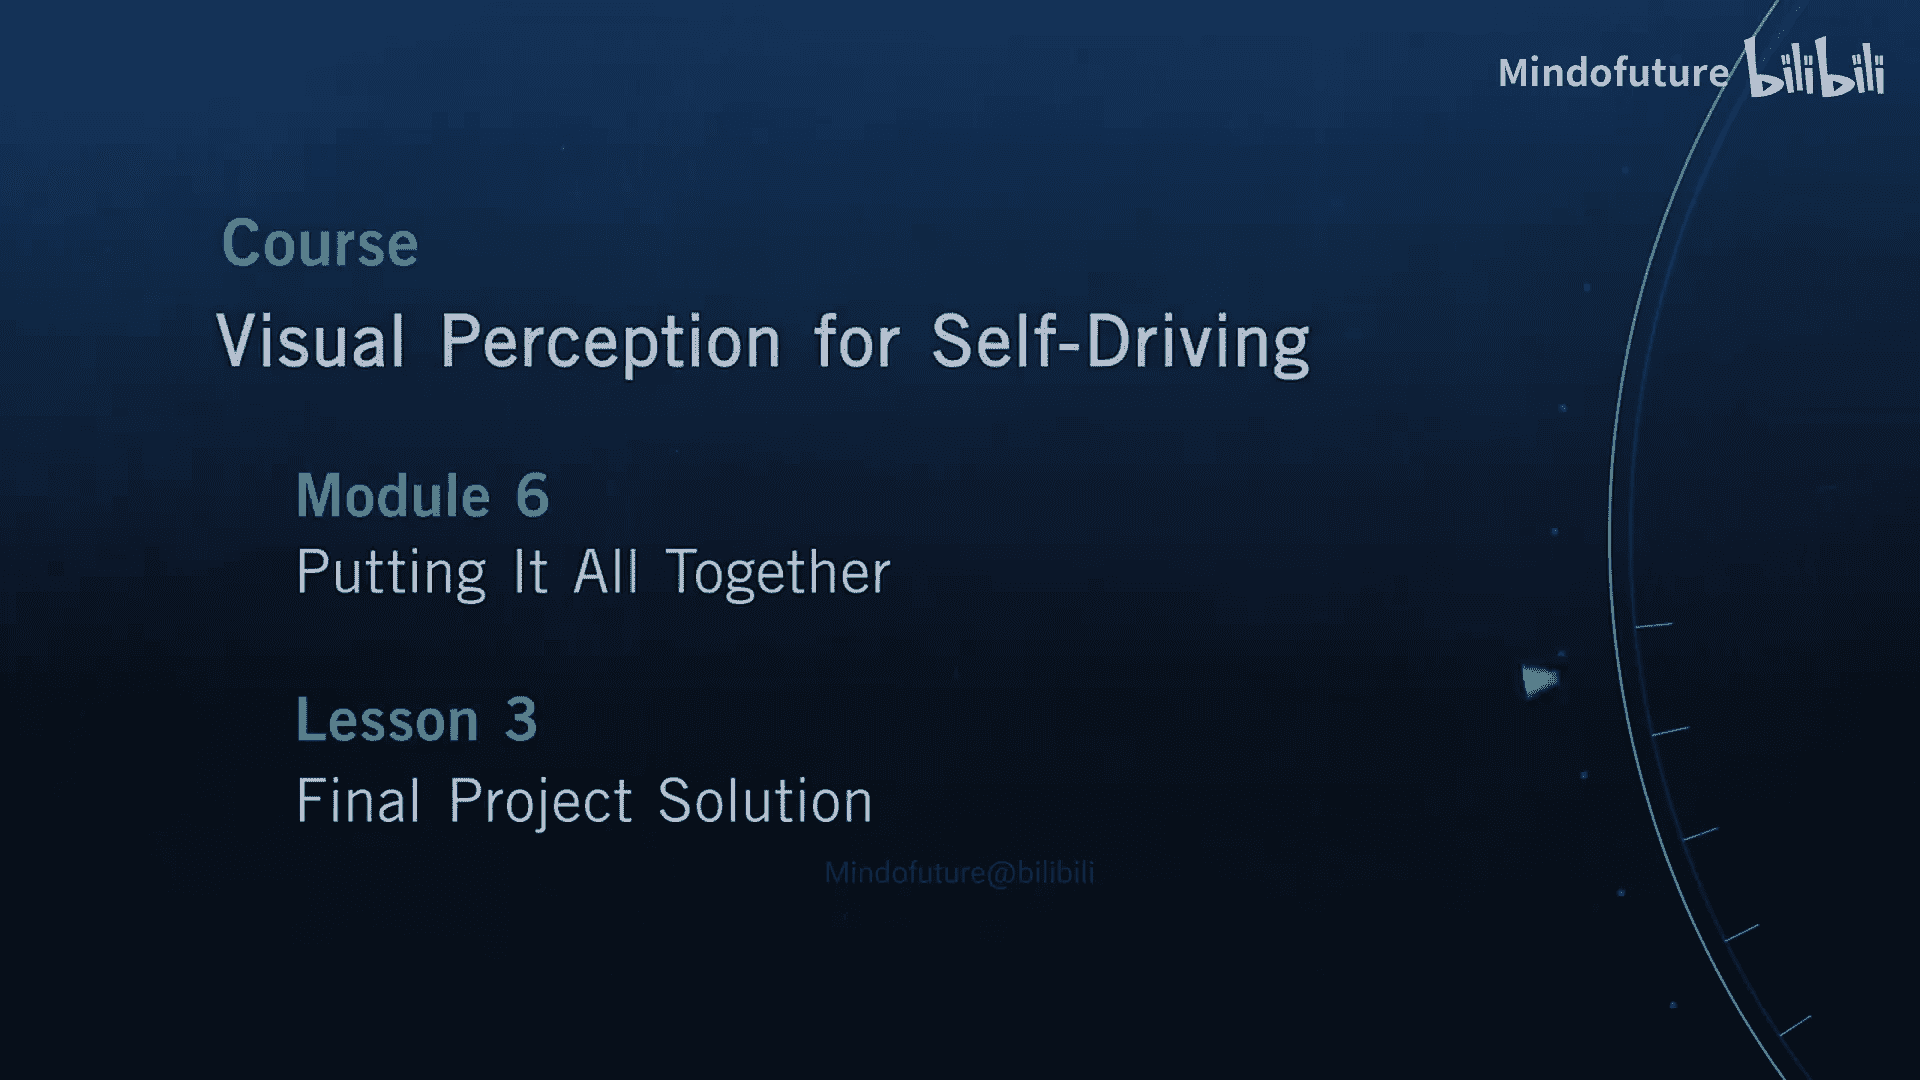 Mindofuture bilibili
Course
Visual Perception for Self-Driving
Module 6
Putting It All Together
Lesson 3
Final Project Solution
Mindofuture@bilibili